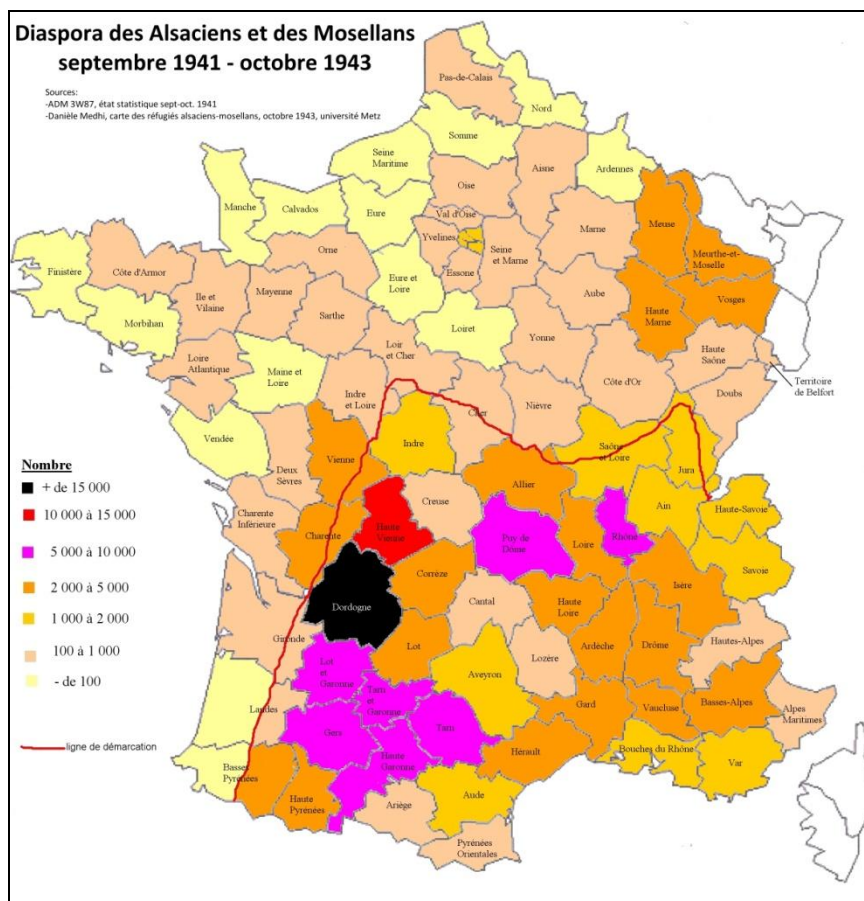 Diaspora des Alsaciens et des Mosellans
septembre 1941 - octobre 1943
Sources:
-ADM 3W87, état statistique sept-oct. 1941
-Danièle Medhi, carte des réfugiés alsaciens-mosellans, octobre 1943, université Metz
Pas-de-Calais
Nord
Somme
Seine
Maritime
Aisne
Ardennes
Oise
Manche
Calvados
Eure
Val d'Oise
Yvelines
Seine
et Marne
Essone
Marne
Meuse
Meurthe-et-
Moselle
Vosges
Haute
Marne
Aube
Orne
Eure et
Loire
Finistère
Côte d'Armor
Ile et
Vilaine
Mayenne
Sarthe
Morbihan
Loiret
Yonne
Loir
et Cher
Haute
Saône
Territoire
de Belfort
Loire
Atlantique
Maine et
Loire
Indre
et Loire
Cher
Nièvre
Côte d'Or
Doubs
Vendée
Deux
Sèvres
Vienne
Indre
Saône
et Loire
Jura
Nombre
+ de 15 000
10 000 à 15 000
5 000 à 10 000
2 000 à 5 000
1 000 à 2 000
100 à 1 000
- de 100
ligne de démarcation
Allier
Creuse
Haute
Vienne
Charente
Inférieure
Charente
Puy de
Dôme
Loire
Rhône
Ain
Haute-Savoie
Savoie
Isère
Corrèze
Dordogne
Cantal
Haute
Loire
Gironde
Lot
Lozère
Ardèche
Drôme
Hautes-Alpes
Lot
et
Garonne
Tarn
et
Garonne
Aveyron
Landes
Gers
Tarn
Gard
Vaucluse
Basses-Alpes
Alpes
Maritimes
Haute
Garonne
Hérault
Bouches du Rhône
Var
Basses
Pyrénées
Haute
Pyrénées
Ariège
Aude
Pyrénées
Orientales